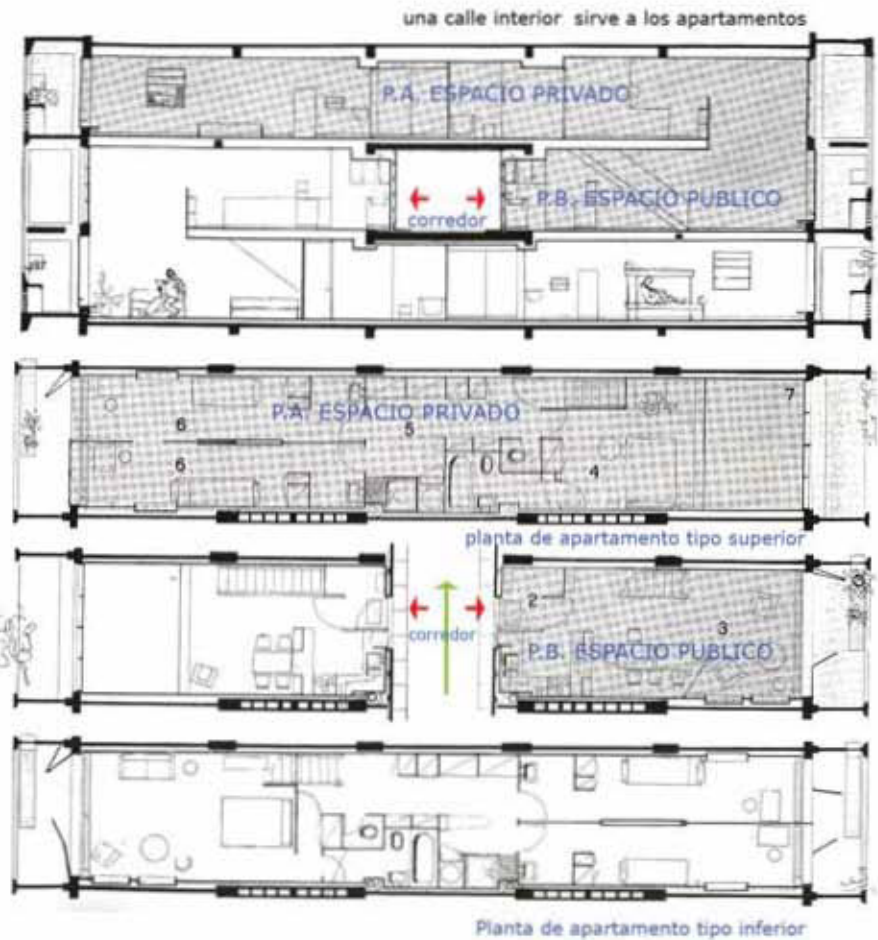 una calle interior sirve a los apartamentos
P.A. ESPACIO PRIVADO
P.B. ESPACIO PUBLICO
corredor
P.A. ESPACIO PRIVADO
7
6
5
6
4
planta de apartamento tipo superior
2
3
corredor
P.B. ESPACIO PUBLICO
Planta de apartamento tipo inferior